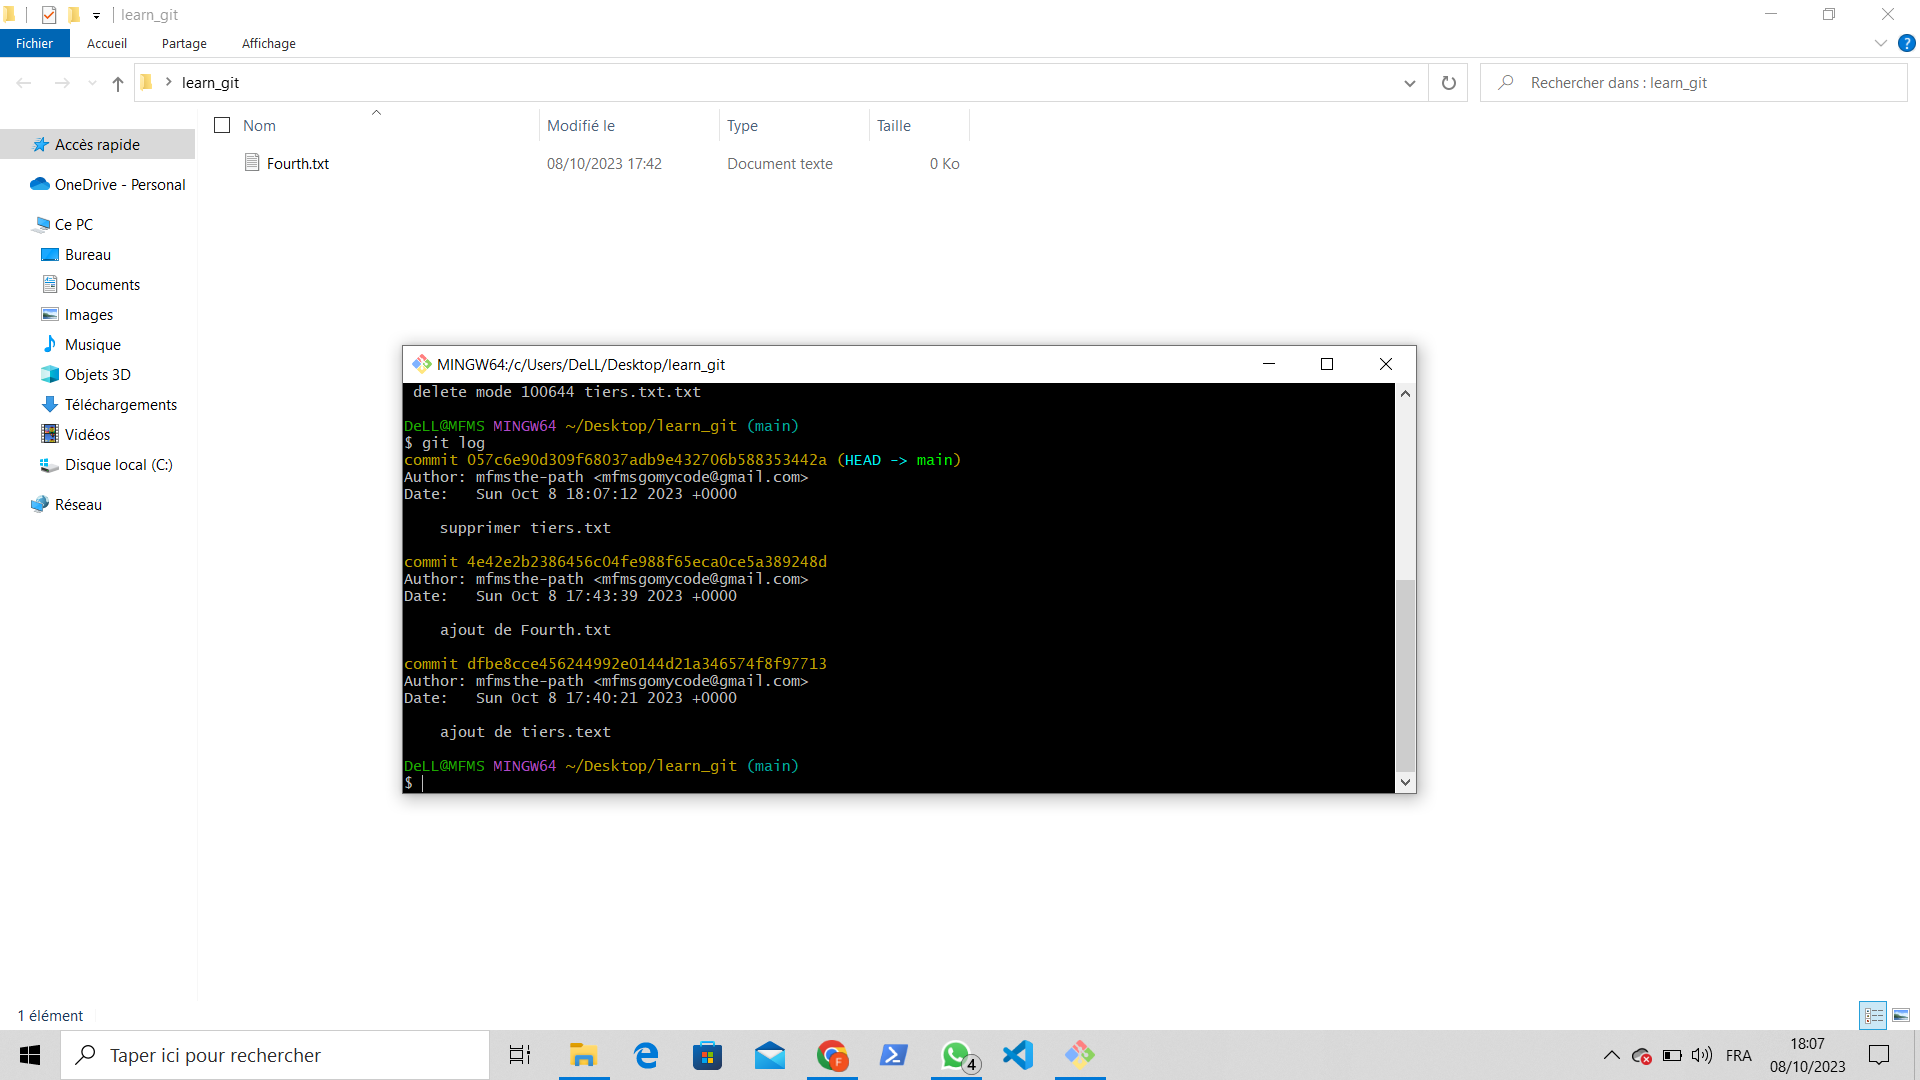 learn_git
Fichier
Accueil
Partage
Affichage
?
learn_git
Rechercher dans : learn_git
Nom
Modifié le
Type
Taille
Fourth.txt
08/10/2023 17:42
Document texte
0 Ko
Accès rapide
OneDrive - Personal
Ce PC
Bureau
Documents
Images
Musique
Objets 3D
Téléchargements
Vidéos
Disque local (C:)
Réseau
MINGW64:/c/Users/DeLL/Desktop/learn_git
delete mode 100644 tiers.txt.txt
DeLL@MFMS MINGW64 ~/Desktop/learn_git (main)
$ git log
commit 057c6e90d309f68037adb9e432706b588353442a (HEAD -> main)
Author: mfmsthe-path <mfmsgomycode@gmail.com>
Date:   Sun Oct 8 18:07:12 2023 +0000
supprimer tiers.txt
commit 4e42e2b2386456c04fe988f65eca0ce5a389248d
Author: mfmsthe-path <mfmsgomycode@gmail.com>
Date:   Sun Oct 8 17:43:39 2023 +0000
ajout de Fourth.txt
commit dfbe8cce456244992e0144d21a346574f8f97713
Author: mfmsthe-path <mfmsgomycode@gmail.com>
Date:   Sun Oct 8 17:40:21 2023 +0000
ajout de tiers.text
DeLL@MFMS MINGW64 ~/Desktop/learn_git (main)
$
1 élément
Taper ici pour rechercher
F
4
FRA
18:07
08/10/2023